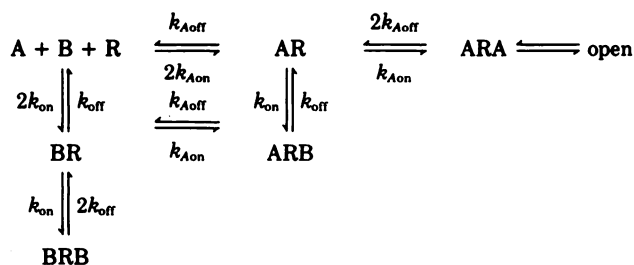 k_Aoff 2k_Aoff
A + B + R AR ARA open
2k_Aon k_Aon
2k_on k_off k_Aoff k_on k_off
BR k_Aon ARB
k_on 2k_off
BRB